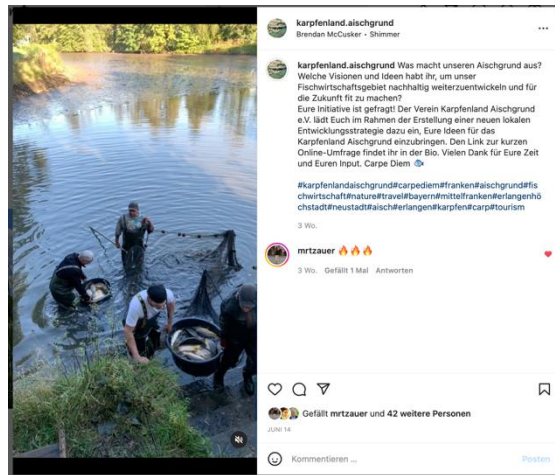 karpfenland.aischgrund
Brendan McCusker • Shimmer
karpfenland.aischgrund Was macht unseren Aischgrund aus?
Welche Visionen und Ideen habt ihr, um unser
Fischwirtschaftsgebiet nachhaltig weiterzuentwickeln und für
die Zukunft fit zu machen?
Eure Initiative ist gefragt! Der Verein Karpfenland Aischgrund
e.V. lädt Euch im Rahmen der Erstellung einer neuen lokalen
Entwicklungsstrategie dazu ein, Eure Ideen für das
Karpfenland Aischgrund einzubringen. Den Link zur kurzen
Online-Umfrage findet ihr in der Bio. Vielen Dank für Eure Zeit
und Euren Input. Carpe Diem 🐟
#karpfenlandaischgrund#carpediem#franken#aischgrund#fis
chwirtschaft#nature#travel#bayern#mittelfranken#erlangenhö
chstadt#neustadt#aisch#erlangen#karpfen#carp#tourism
3 Wo.
mrtzauer 🔥🔥🔥
3 Wo. Gefällt 1 Mal Antworten
Gefällt mrtzauer und 42 weitere Personen
JUNI 14
Kommentieren ... Posten